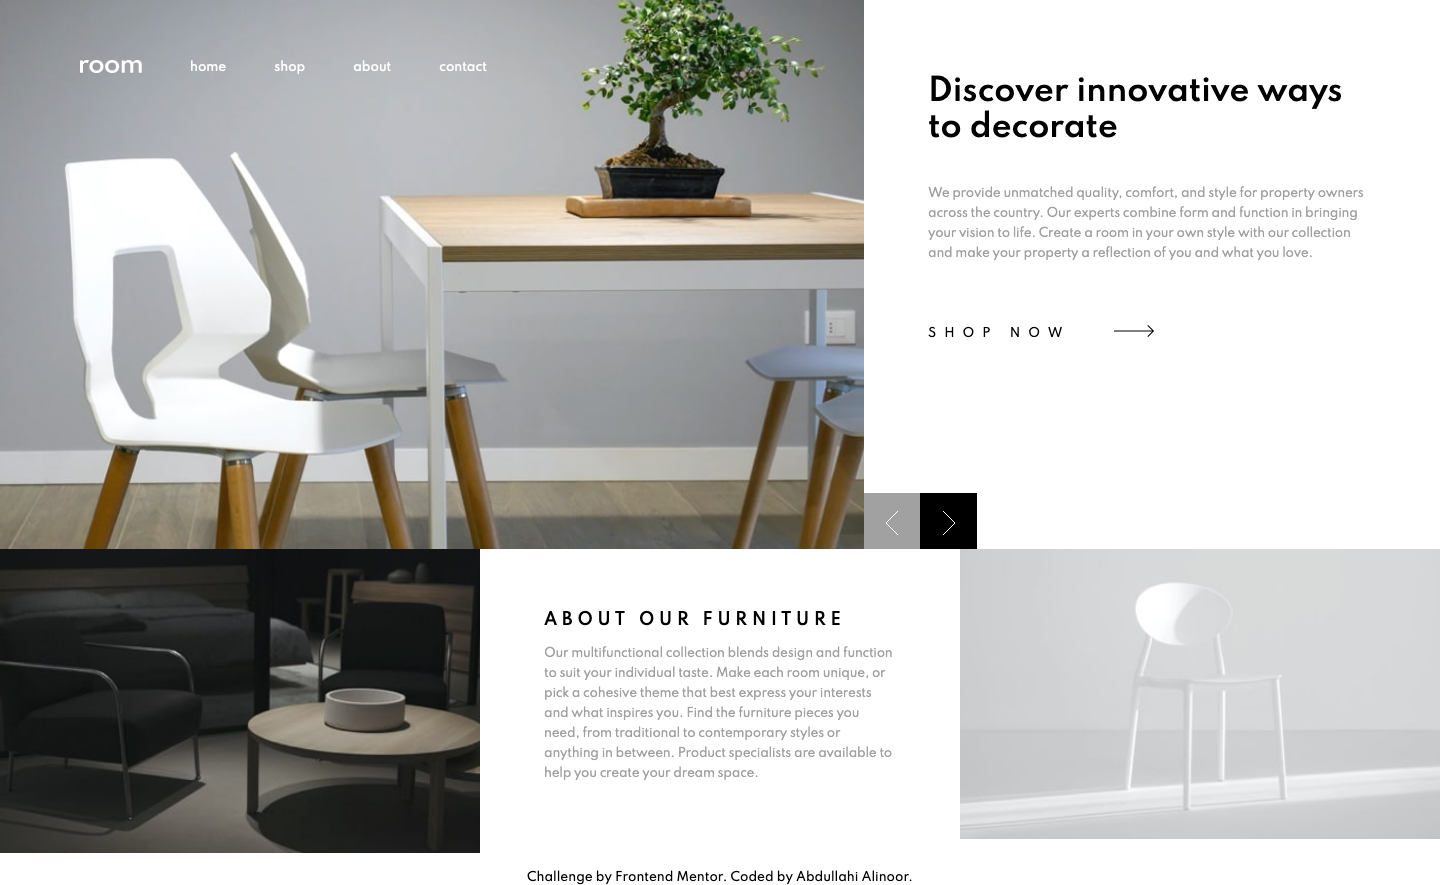 room
home
shop
about
contact
Discover innovative ways
to decorate
We provide unmatched quality, comfort, and style for property owners
across the country. Our experts combine form and function in bringing
your vision to life. Create a room in your own style with our collection
and make your property a reflection of you and what you love.
SHOP NOW
ABOUT OUR FURNITURE
Our multifunctional collection blends design and function
to suit your individual taste. Make each room unique, or
pick a cohesive theme that best express your interests
and what inspires you. Find the furniture pieces you
need, from traditional to contemporary styles or
anything in between. Product specialists are available to
help you create your dream space.
Challenge by Frontend Mentor. Coded by Abdullahi Alinoor.